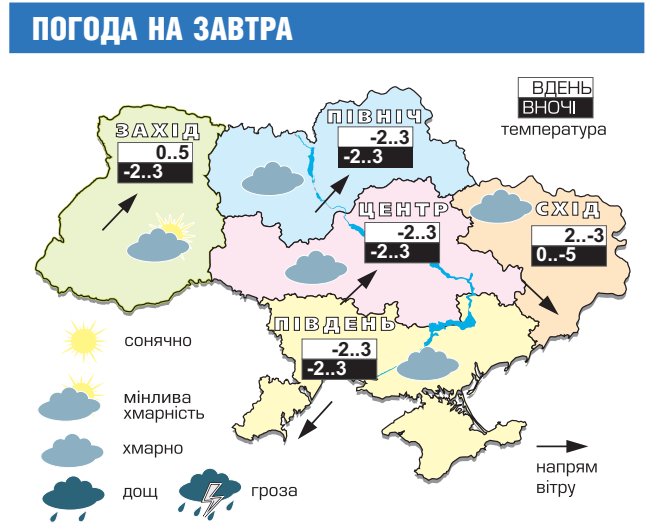 ПОГОДА НА ЗАВТРА
ВДЕНЬ
ВНОЧІ
температура
ЗАХІД
0..5
-2..3
ПІВНІЧ
-2..3
-2..3
ЦЕНТР
-2..3
-2..3
СХІД
2..-3
0..-5
ПІВДЕНЬ
-2..3
-2..3
сонячно
мінлива
хмарність
хмарно
дощ
гроза
напрям
вітру